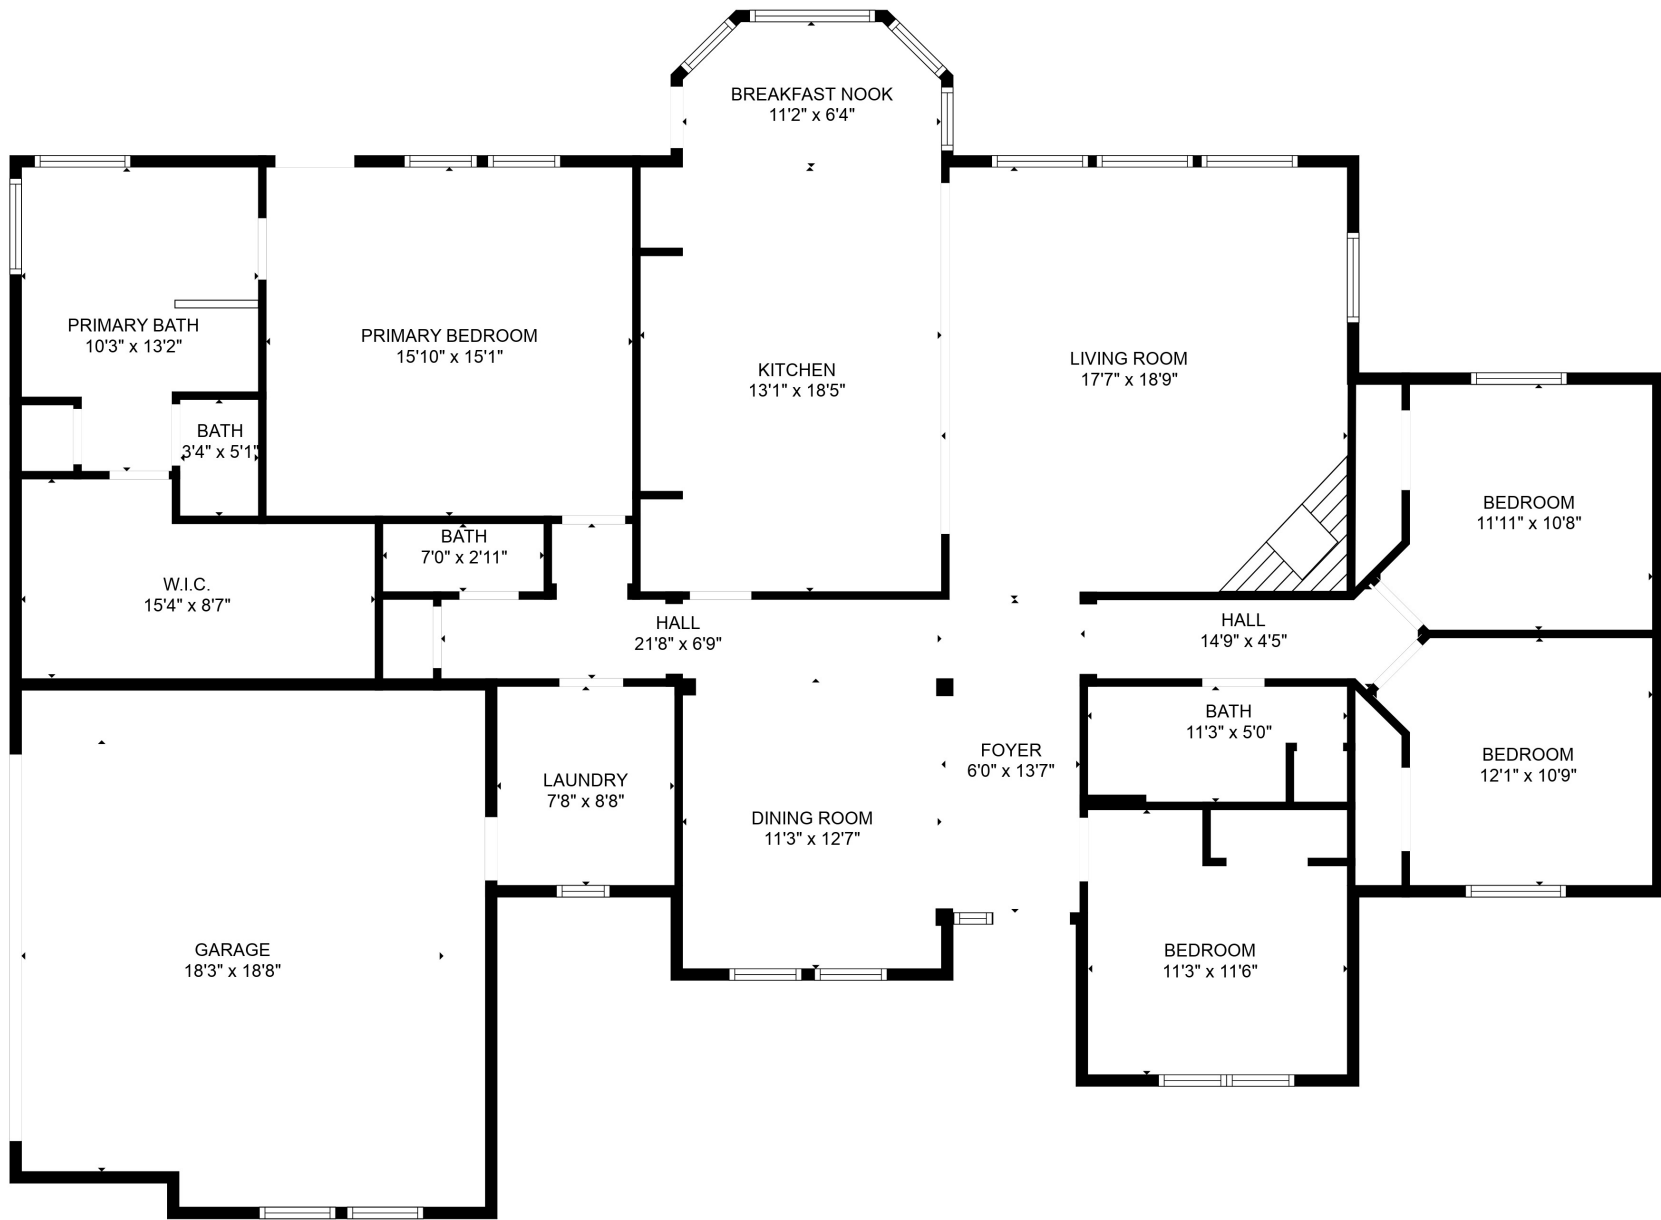 BREAKFAST NOOK
11'2" x 6'4"
PRIMARY BATH
10'3" x 13'2"
PRIMARY BEDROOM
15'10" x 15'1"
KITCHEN
13'1" x 18'5"
LIVING ROOM
17'7" x 18'9"
BATH
3'4" x 5'1"
BEDROOM
11'11" x 10'8"
BATH
7'0" x 2'11"
W.I.C.
15'4" x 8'7"
HALL
21'8" x 6'9"
HALL
14'9" x 4'5"
BATH
11'3" x 5'0"
FOYER
6'0" x 13'7"
BEDROOM
12'1" x 10'9"
LAUNDRY
7'8" x 8'8"
DINING ROOM
11'3" x 12'7"
GARAGE
18'3" x 18'8"
BEDROOM
11'3" x 11'6"